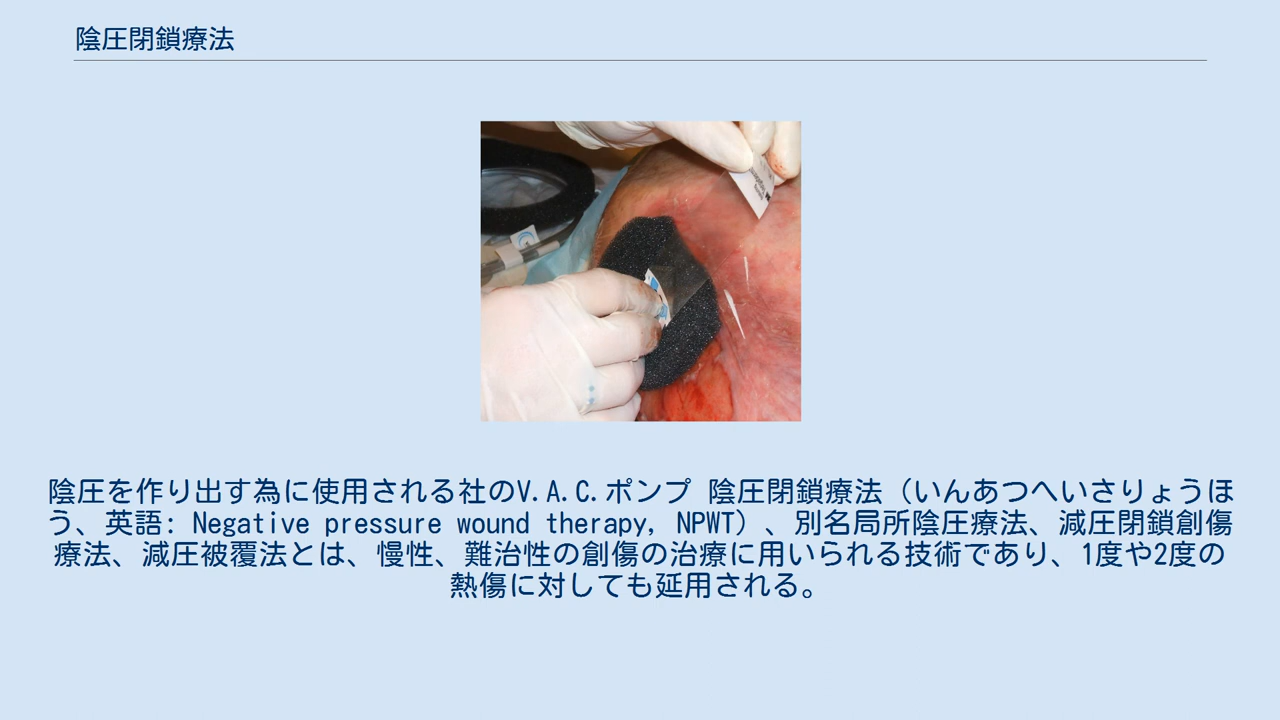 陰圧閉鎖療法
陰圧を作り出す為に使用される社のV.A.C.ポンプ 陰圧閉鎖療法（いんあつへいさりょうほ
う、英語: Negative pressure wound therapy, NPWT）、別名局所陰圧療法、減圧閉鎖創傷
療法、減圧被覆法とは、慢性、難治性の創傷の治療に用いられる技術であり、1度や2度の
熱傷に対しても延用される。